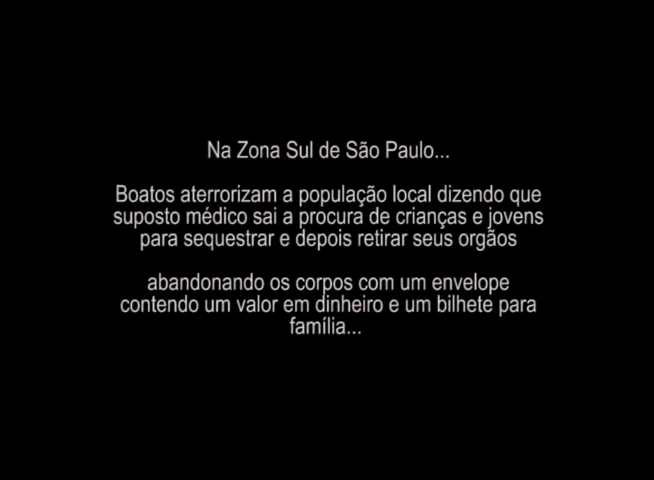 Na Zona Sul de São Paulo...
Boatos aterrorizam a população local dizendo que
suposto médico sai a procura de crianças e jovens
para sequestrar e depois retirar seus orgãos
abandonando os corpos com um envelope
contendo um valor em dinheiro e um bilhete para
família...